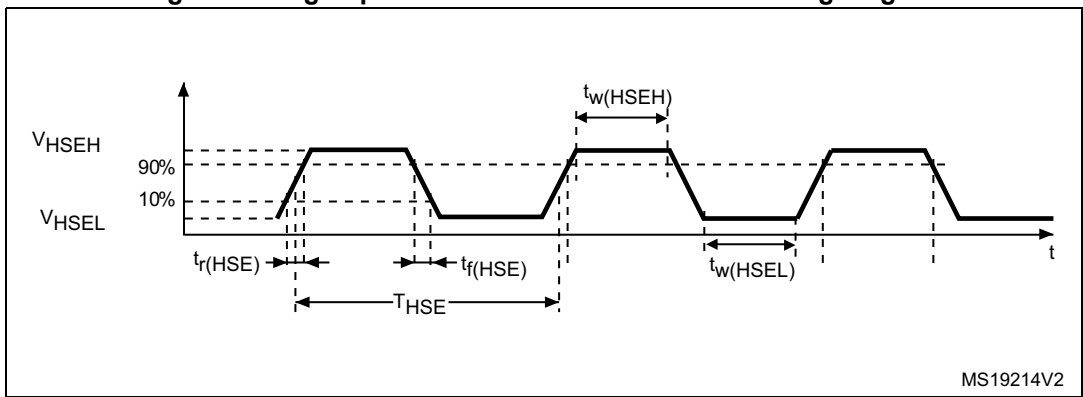 tw(HSEH)
VHSEH
90%
10%
VHSEL
tr(HSE)
tf(HSE)
tw(HSEL)
t
THSE
MS19214V2